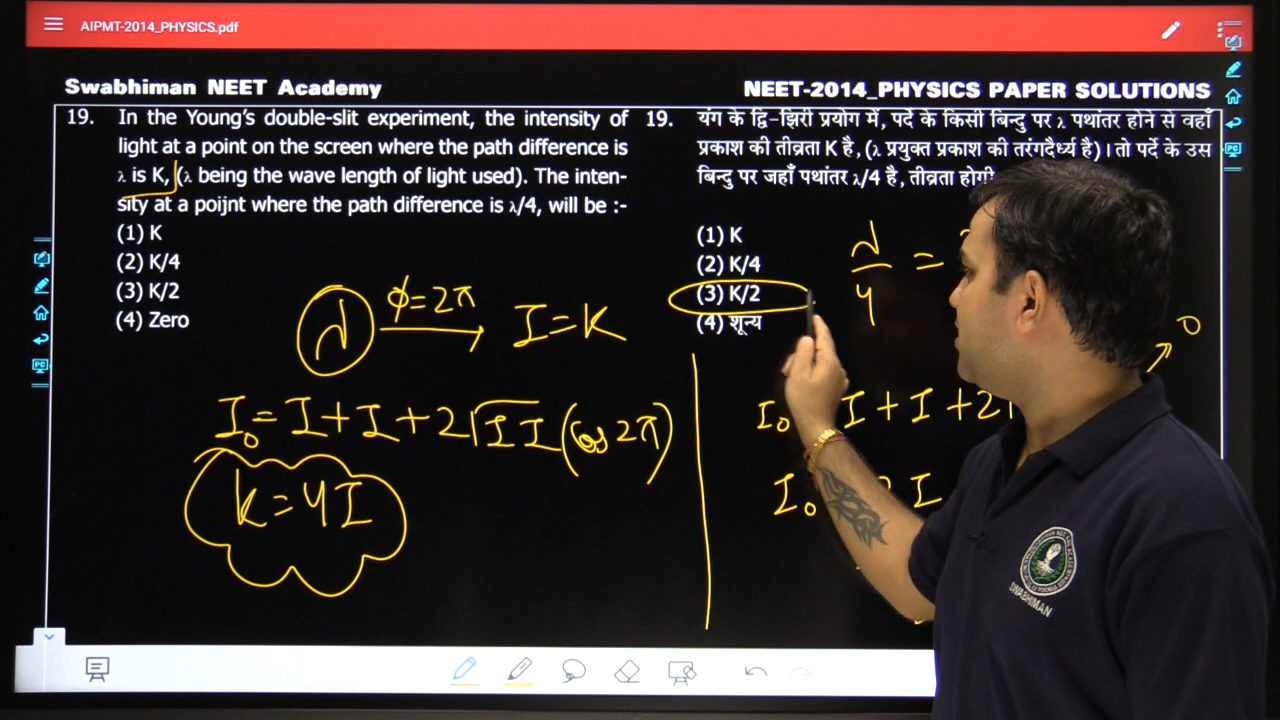 AIPMT-2014_PHYSICS.pdf
Swabhiman NEET Academy
NEET-2014_PHYSICS PAPER SOLUTIONS
19. In the Young's double-slit experiment, the intensity of
light at a point on the screen where the path difference is
λ is K, (λ being the wave length of light used). The inten-
sity at a poijnt where the path difference is λ/4, will be :-
(1) K
(2) K/4
(3) K/2
(4) Zero
λ ϕ=2π I=K
I₀ = I + I + 2√II (cos 2π)
k = 4I
19. यंग के द्वि-झिरी प्रयोग में, पर्दे के किसी बिन्दु पर λ पथांतर होने से वहाँ
प्रकाश की तीव्रता K है, (λ प्रयुक्त प्रकाश की तरंगदैर्ध्य है)। तो पर्दे के उस
बिन्दु पर जहाँ पथांतर λ/4 है, तीव्रता होगी
(1) K
(2) K/4
(3) K/2
(4) शून्य
λ/4 =
0
I₀ I + I + 2
I₀ I
SWABHIMAN